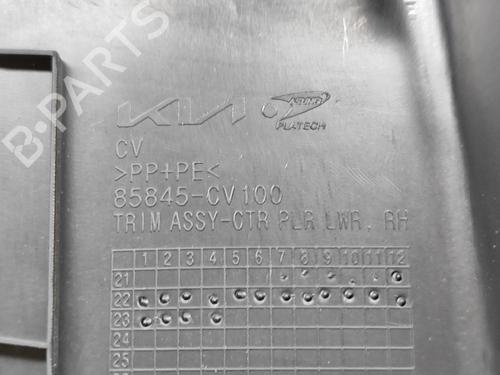 B-PARTS
KIA
PLATECH
CV
>PP+PE<
85845-CV100
TRIM ASSY-CTR PLR LWR, RH
1 2 3 4 5 6 7 8 9 10 11 12
21
22
23
24
25